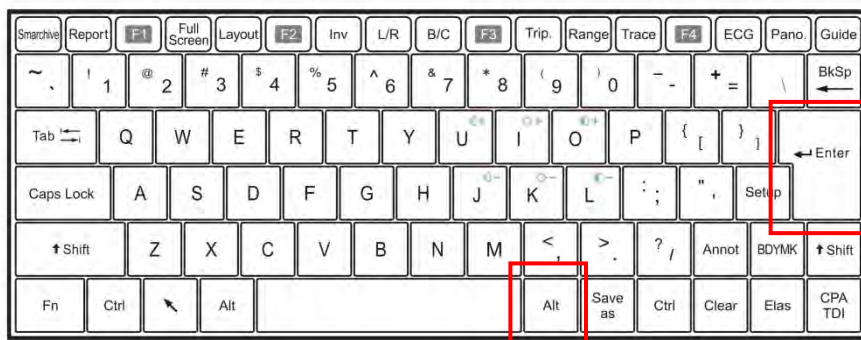 Smarchive Report F1 Full Screen Layout F2 Inv L/R B/C F3 Trip. Range Trace F4 ECG Pano. Guide
~ ` ! 1 @ 2 # 3 $ 4 % 5 ^ 6 & 7 * 8 ( 9 ) 0 _ - + = \ BkSp
Tab Q W E R T Y U I O P { [ } ] Enter
Caps Lock A S D F G H J K L : ; " ' Setup
Shift Z X C V B N M < , > . ? / Annot BDYMK Shift
Fn Ctrl Alt Alt Save as Ctrl Clear Elas CPA TDI